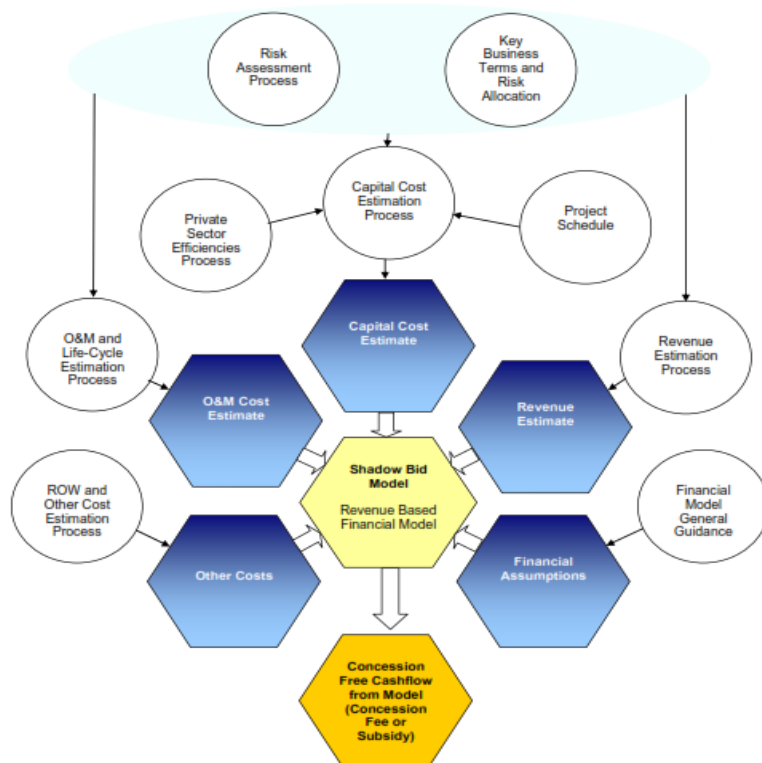 Risk
Assessment
Process
Key
Business
Terms and
Risk
Allocation
Capital Cost
Estimation
Process
Private
Sector
Efficiencies
Process
Project
Schedule
O&M and
Life-Cycle
Estimation
Process
Capital Cost
Estimate
Revenue
Estimation
Process
O&M Cost
Estimate
Revenue
Estimate
Shadow Bid
Model
Revenue Based
Financial Model
ROW and
Other Cost
Estimation
Process
Financial
Model
General
Guidance
Other Costs
Financial
Assumptions
Concession
Free Cashflow
from Model
(Concession
Fee or
Subsidy)